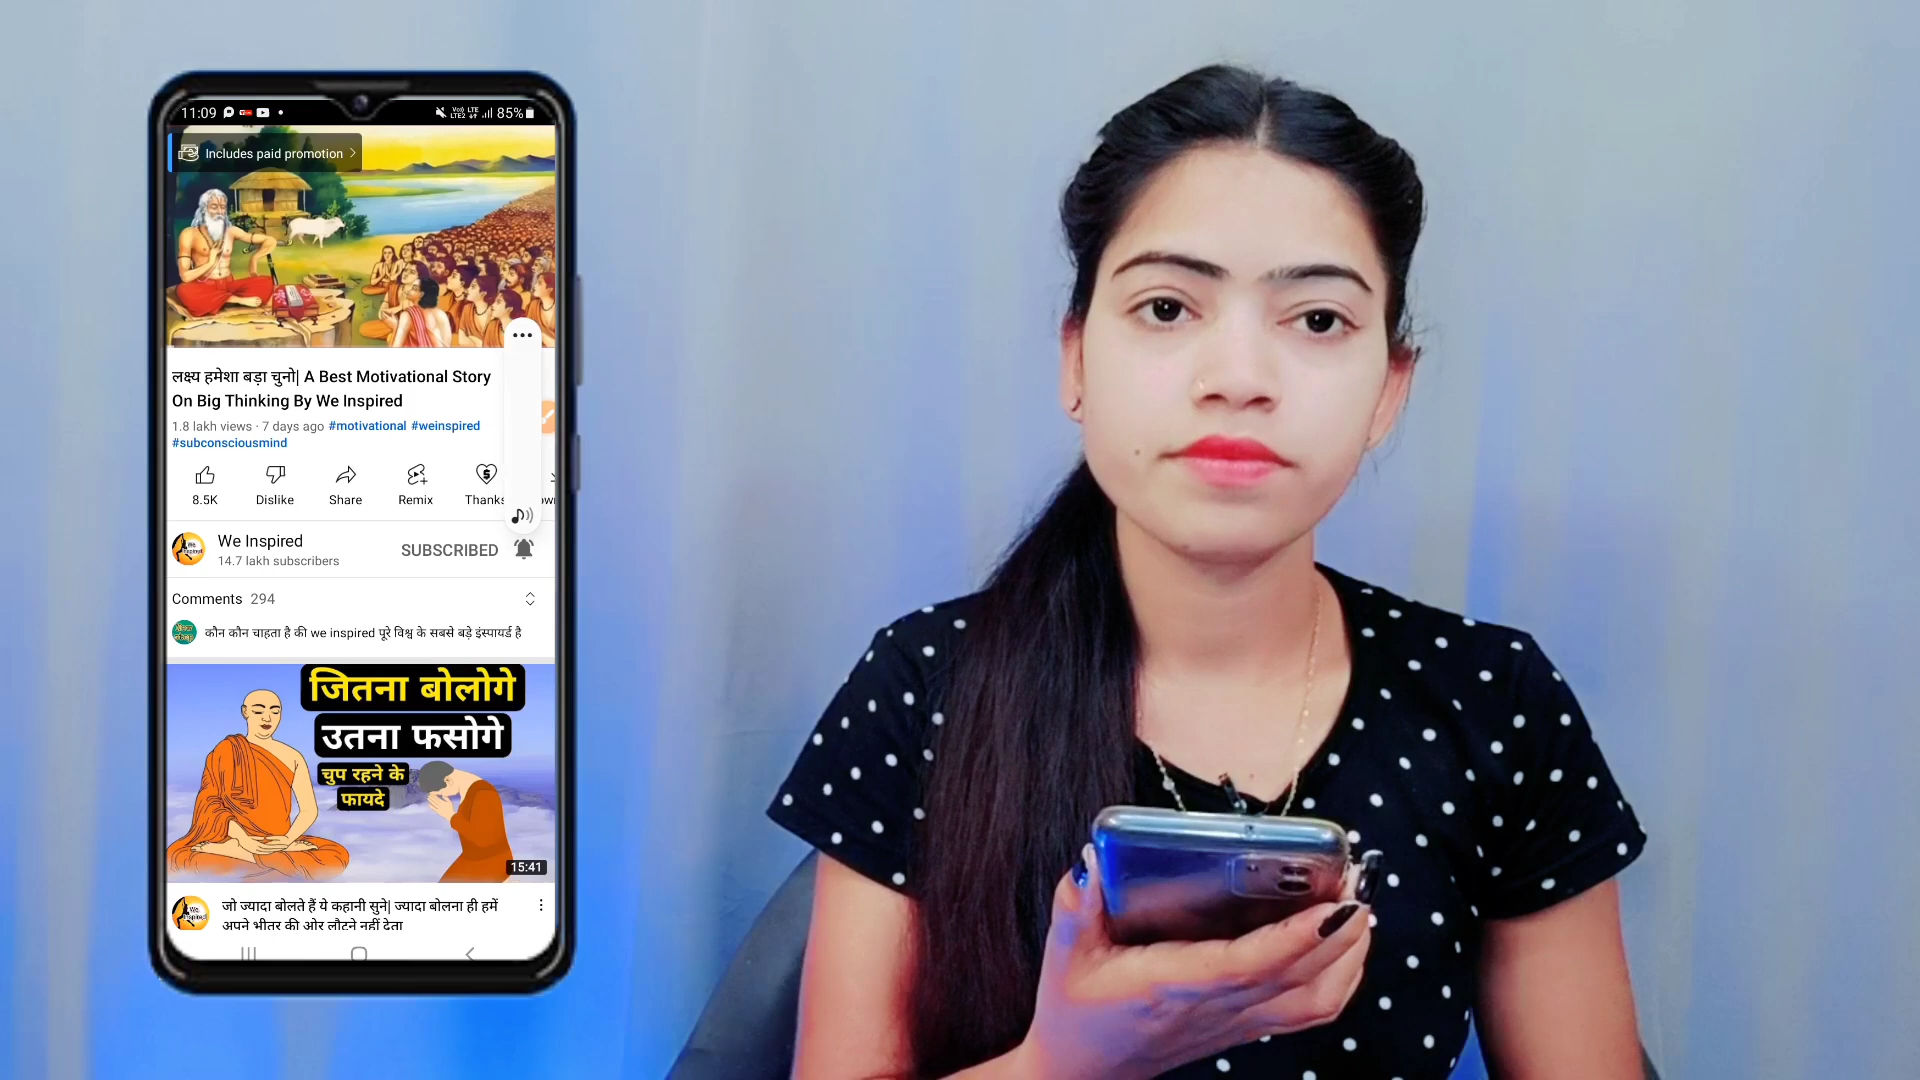 11:09
85%
Includes paid promotion
लक्ष्य हमेशा बड़ा चुनो| A Best Motivational Story
On Big Thinking By We Inspired
1.8 lakh views · 7 days ago #motivational #weinspired
#subconsciousmind
8.5K Dislike Share Remix Thanks
We Inspired
SUBSCRIBED
14.7 lakh subscribers
Comments 294
कौन कौन चाहता है की we inspired पूरे विश्व के सबसे बड़े इंस्पायर्ड है
जितना बोलोगे
उतना फसोगे
चुप रहने के
फायदे
15:41
जो ज्यादा बोलते हैं ये कहानी सुने| ज्यादा बोलना ही हमें
अपने भीतर की ओर लौटने नहीं देता